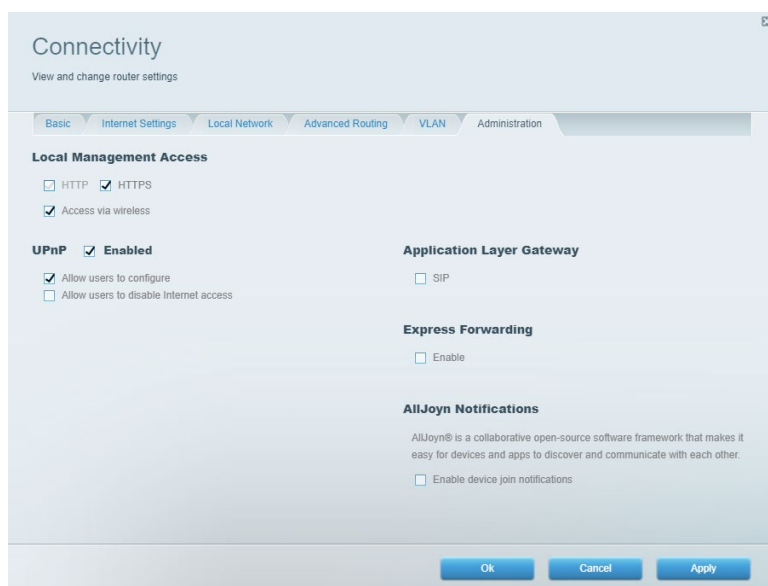 Connectivity
View and change router settings
Basic Internet Settings Local Network Advanced Routing VLAN Administration
Local Management Access
HTTP HTTPS
Access via wireless
UPnP Enabled
Allow users to configure
Allow users to disable Internet access
Application Layer Gateway
SIP
Express Forwarding
Enable
AllJoyn Notifications
AllJoyn® is a collaborative open-source software framework that makes it
easy for devices and apps to discover and communicate with each other.
Enable device join notifications
Ok Cancel Apply